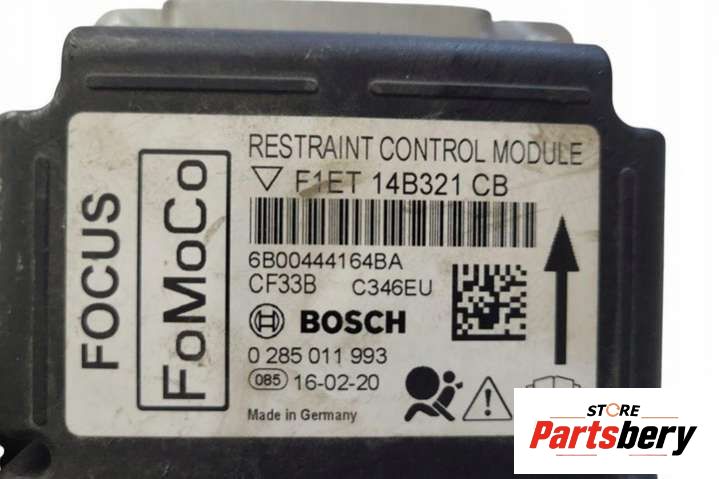 FOCUS
FoMoCo
RESTRAINT CONTROL MODULE
F1ET 14B321 CB
6B00444164BA
CF33B C346EU
BOSCH
0 285 011 993
085 16-02-20
Made in Germany
STORE
Partsbery